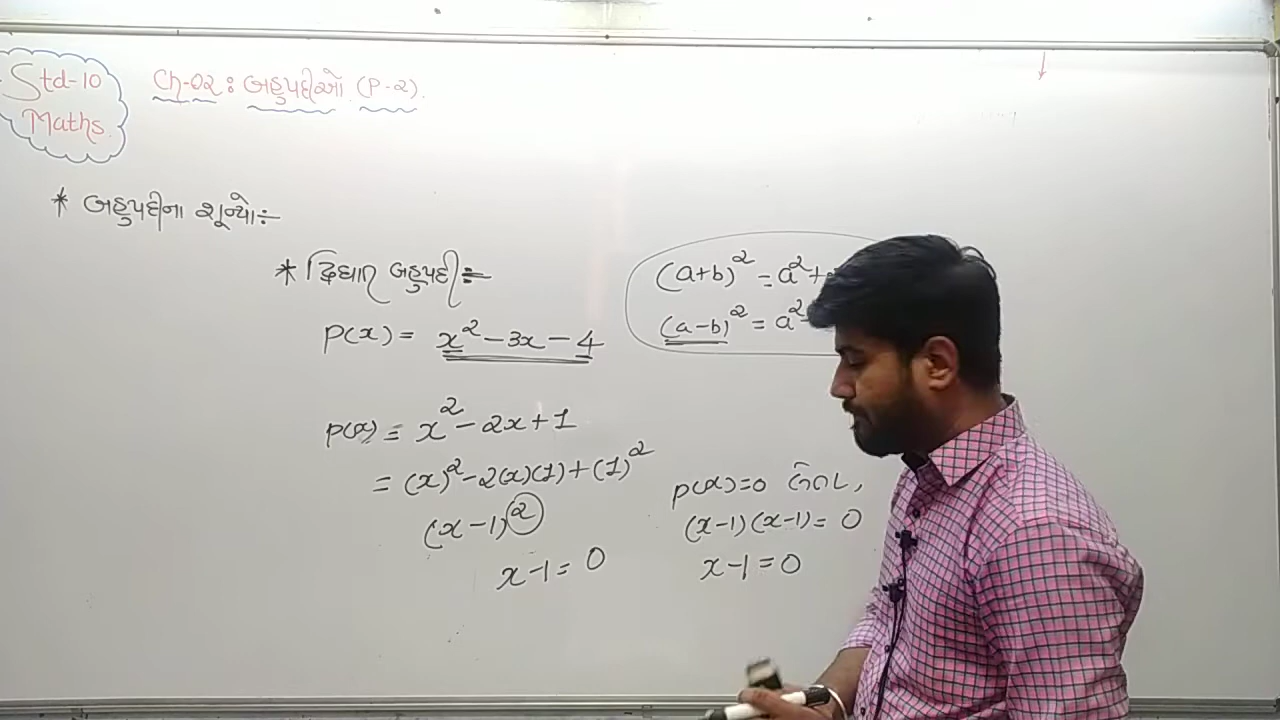 Std-10
Maths.
Ch-02 : બહુપદીઓ (P-2).
* બહુપદીના શૂન્યો :-
* દ્વિઘાત બહુપદી :-
P(x) = x² - 3x - 4
(a+b)² = a² +
(a-b)² = a² -
P(x) = x² - 2x + 1
= (x)² - 2(x)(1) + (1)²
(x-1)²
x-1 = 0
P(x) = 0 લેતા,
(x-1)(x-1) = 0
x-1 = 0